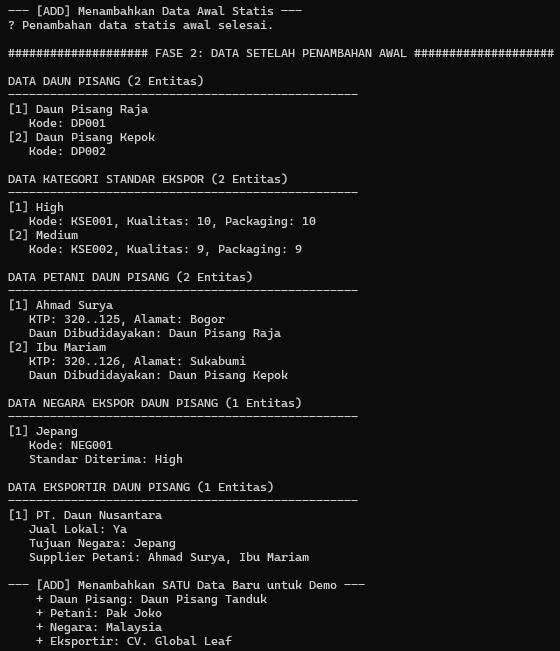 --- [ADD] Menambahkan Data Awal Statis ---
? Penambahan data statis awal selesai.
#################### FASE 2: DATA SETELAH PENAMBAHAN AWAL ####################
DATA DAUN PISANG (2 Entitas)
--------------------------------------------------
[1] Daun Pisang Raja
Kode: DP001
[2] Daun Pisang Kepok
Kode: DP002
DATA KATEGORI STANDAR EKSPOR (2 Entitas)
--------------------------------------------------
[1] High
Kode: KSE001, Kualitas: 10, Packaging: 10
[2] Medium
Kode: KSE002, Kualitas: 9, Packaging: 9
DATA PETANI DAUN PISANG (2 Entitas)
--------------------------------------------------
[1] Ahmad Surya
KTP: 320..125, Alamat: Bogor
Daun Dibudidayakan: Daun Pisang Raja
[2] Ibu Mariam
KTP: 320..126, Alamat: Sukabumi
Daun Dibudidayakan: Daun Pisang Kepok
DATA NEGARA EKSPOR DAUN PISANG (1 Entitas)
--------------------------------------------------
[1] Jepang
Kode: NEG001
Standar Diterima: High
DATA EKSPORTIR DAUN PISANG (1 Entitas)
--------------------------------------------------
[1] PT. Daun Nusantara
Jual Lokal: Ya
Tujuan Negara: Jepang
Supplier Petani: Ahmad Surya, Ibu Mariam
--- [ADD] Menambahkan SATU Data Baru untuk Demo ---
+ Daun Pisang: Daun Pisang Tanduk
+ Petani: Pak Joko
+ Negara: Malaysia
+ Eksportir: CV. Global Leaf